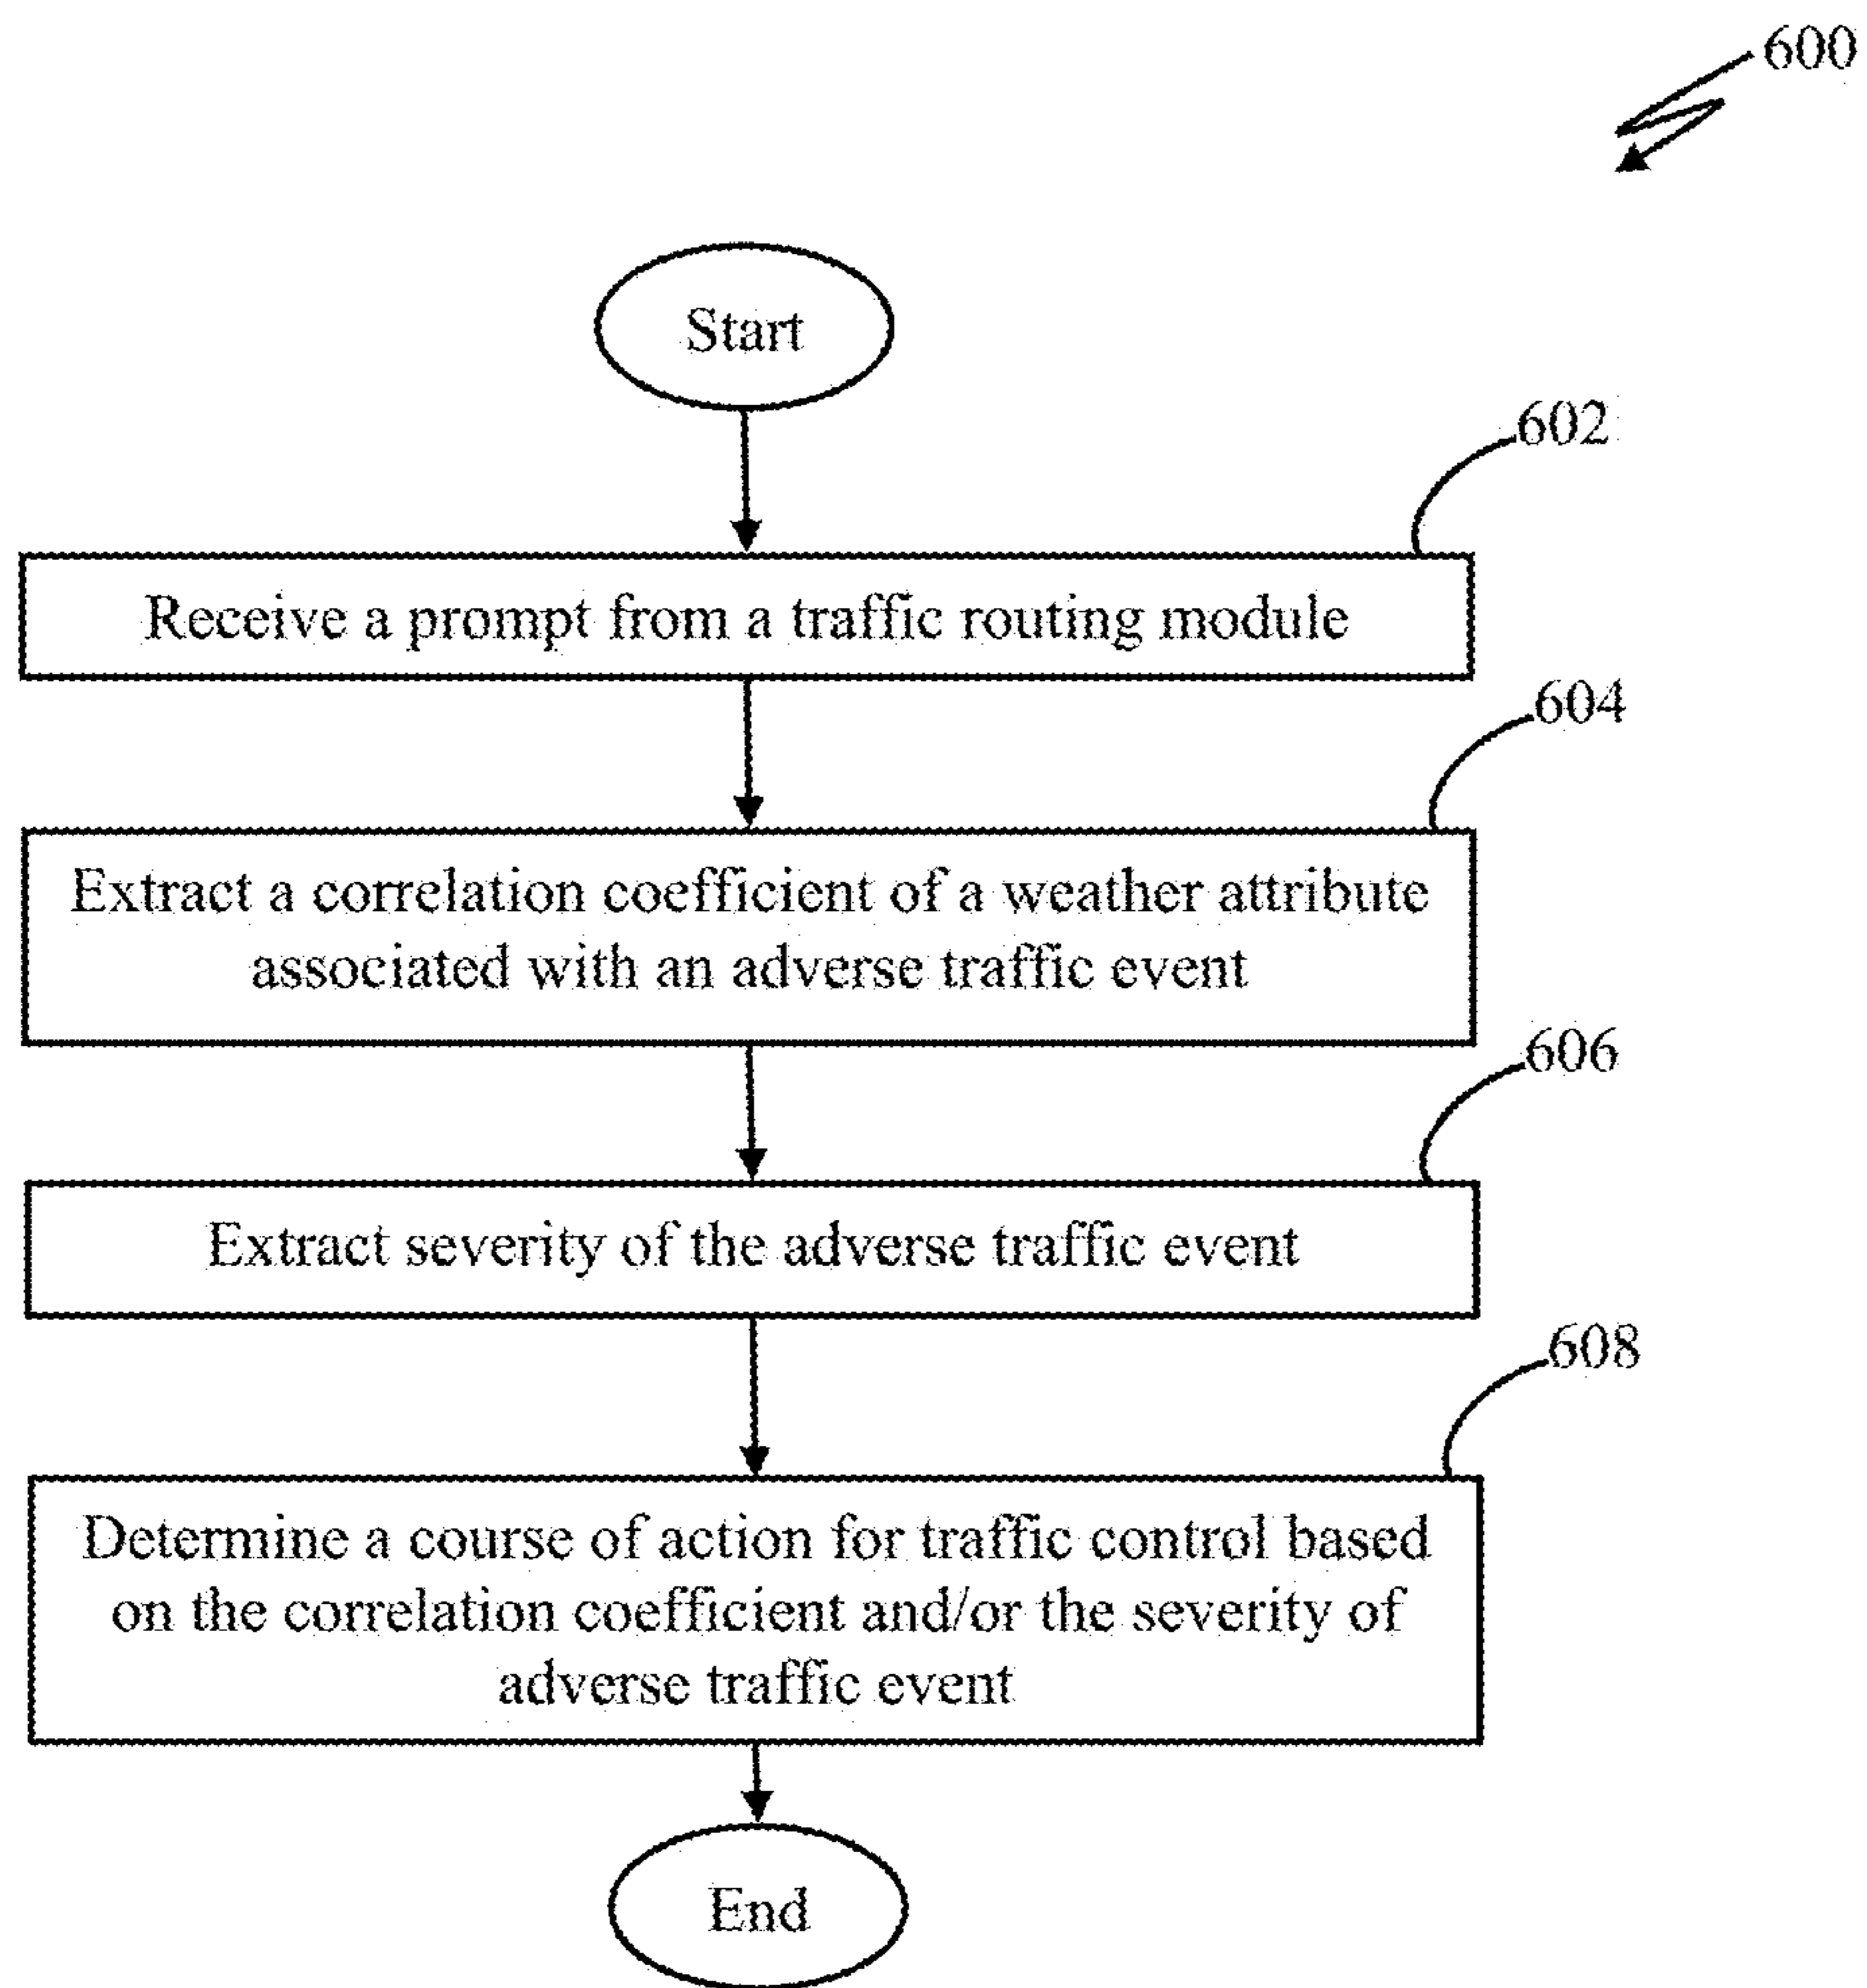 600
Start
602
Receive a prompt from a traffic routing module
604
Extract a correlation coefficient of a weather attribute
associated with an adverse traffic event
606
Extract severity of the adverse traffic event
608
Determine a course of action for traffic control based
on the correlation coefficient and/or the severity of
adverse traffic event
End